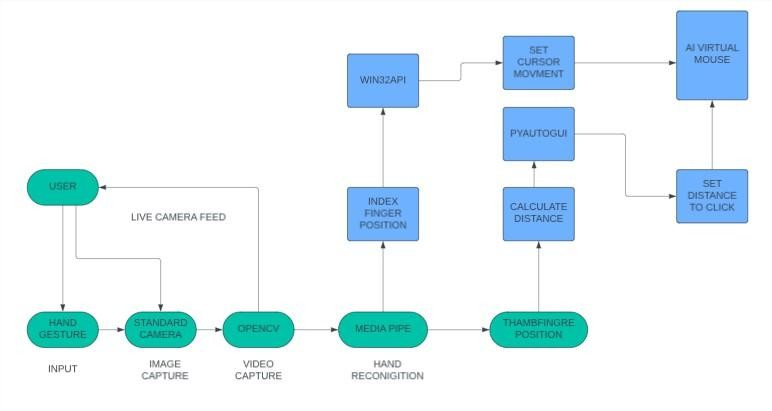 AI VIRTUAL
MOUSE
SET
CURSOR
MOVMENT
WIN32API
PYAUTOGUI
USER
LIVE CAMERA FEED
INDEX
FINGER
POSITION
CALCULATE
DISTANCE
SET
DISTANCE
TO CLICK
HAND
GESTURE
STANDARD
CAMERA
OPENCV
MEDIA PIPE
THAMBFINGRE
POSITION
INPUT
IMAGE
CAPTURE
VIDEO
CAPTURE
HAND
RECONIGITION